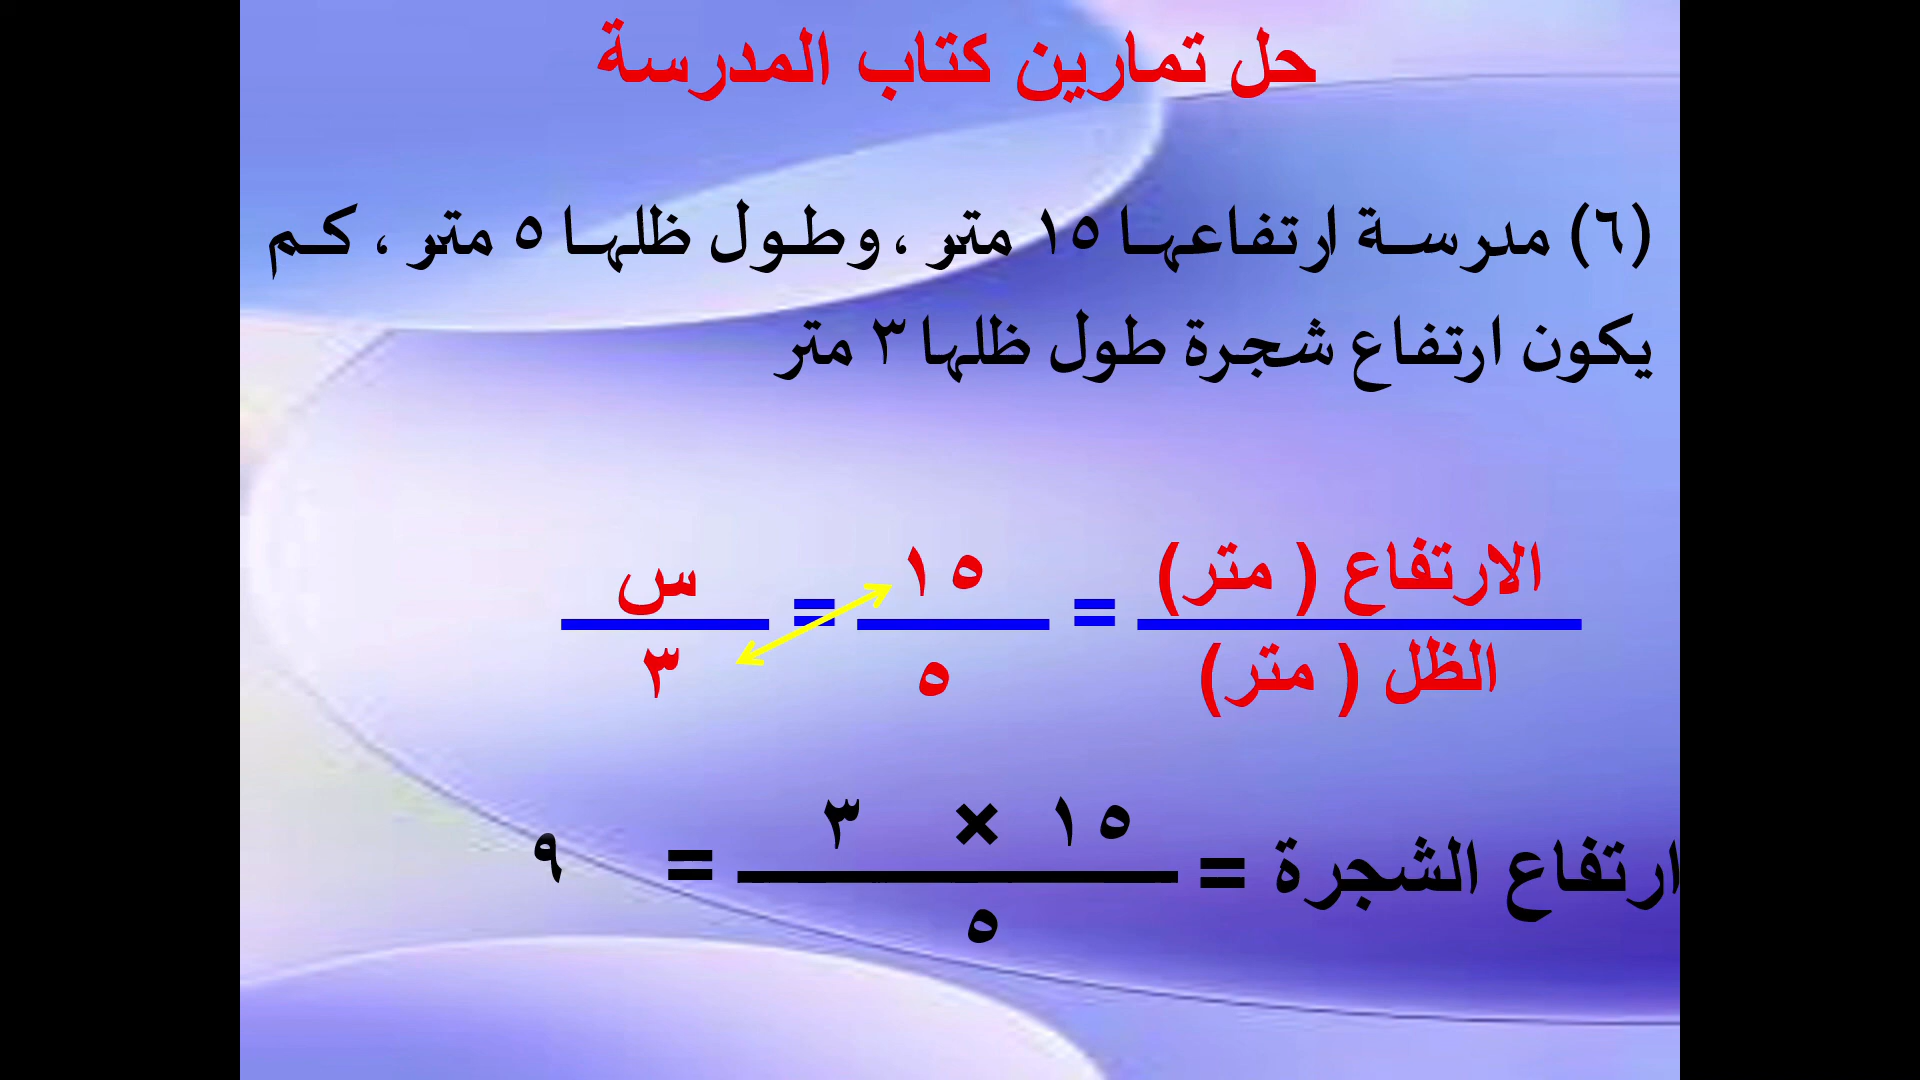 حل تمارين كتاب المدرسة
(٦) مدرسة ارتفاعها ١٥ متر ، وطول ظلها ٥ متر ، كم
يكون ارتفاع شجرة طول ظلها ٣ متر
الارتفاع ( متر) = ١٥ = س
الظل ( متر) ٥ ٣
ارتفاع الشجرة = ١٥ × ٣ = ٩
٥